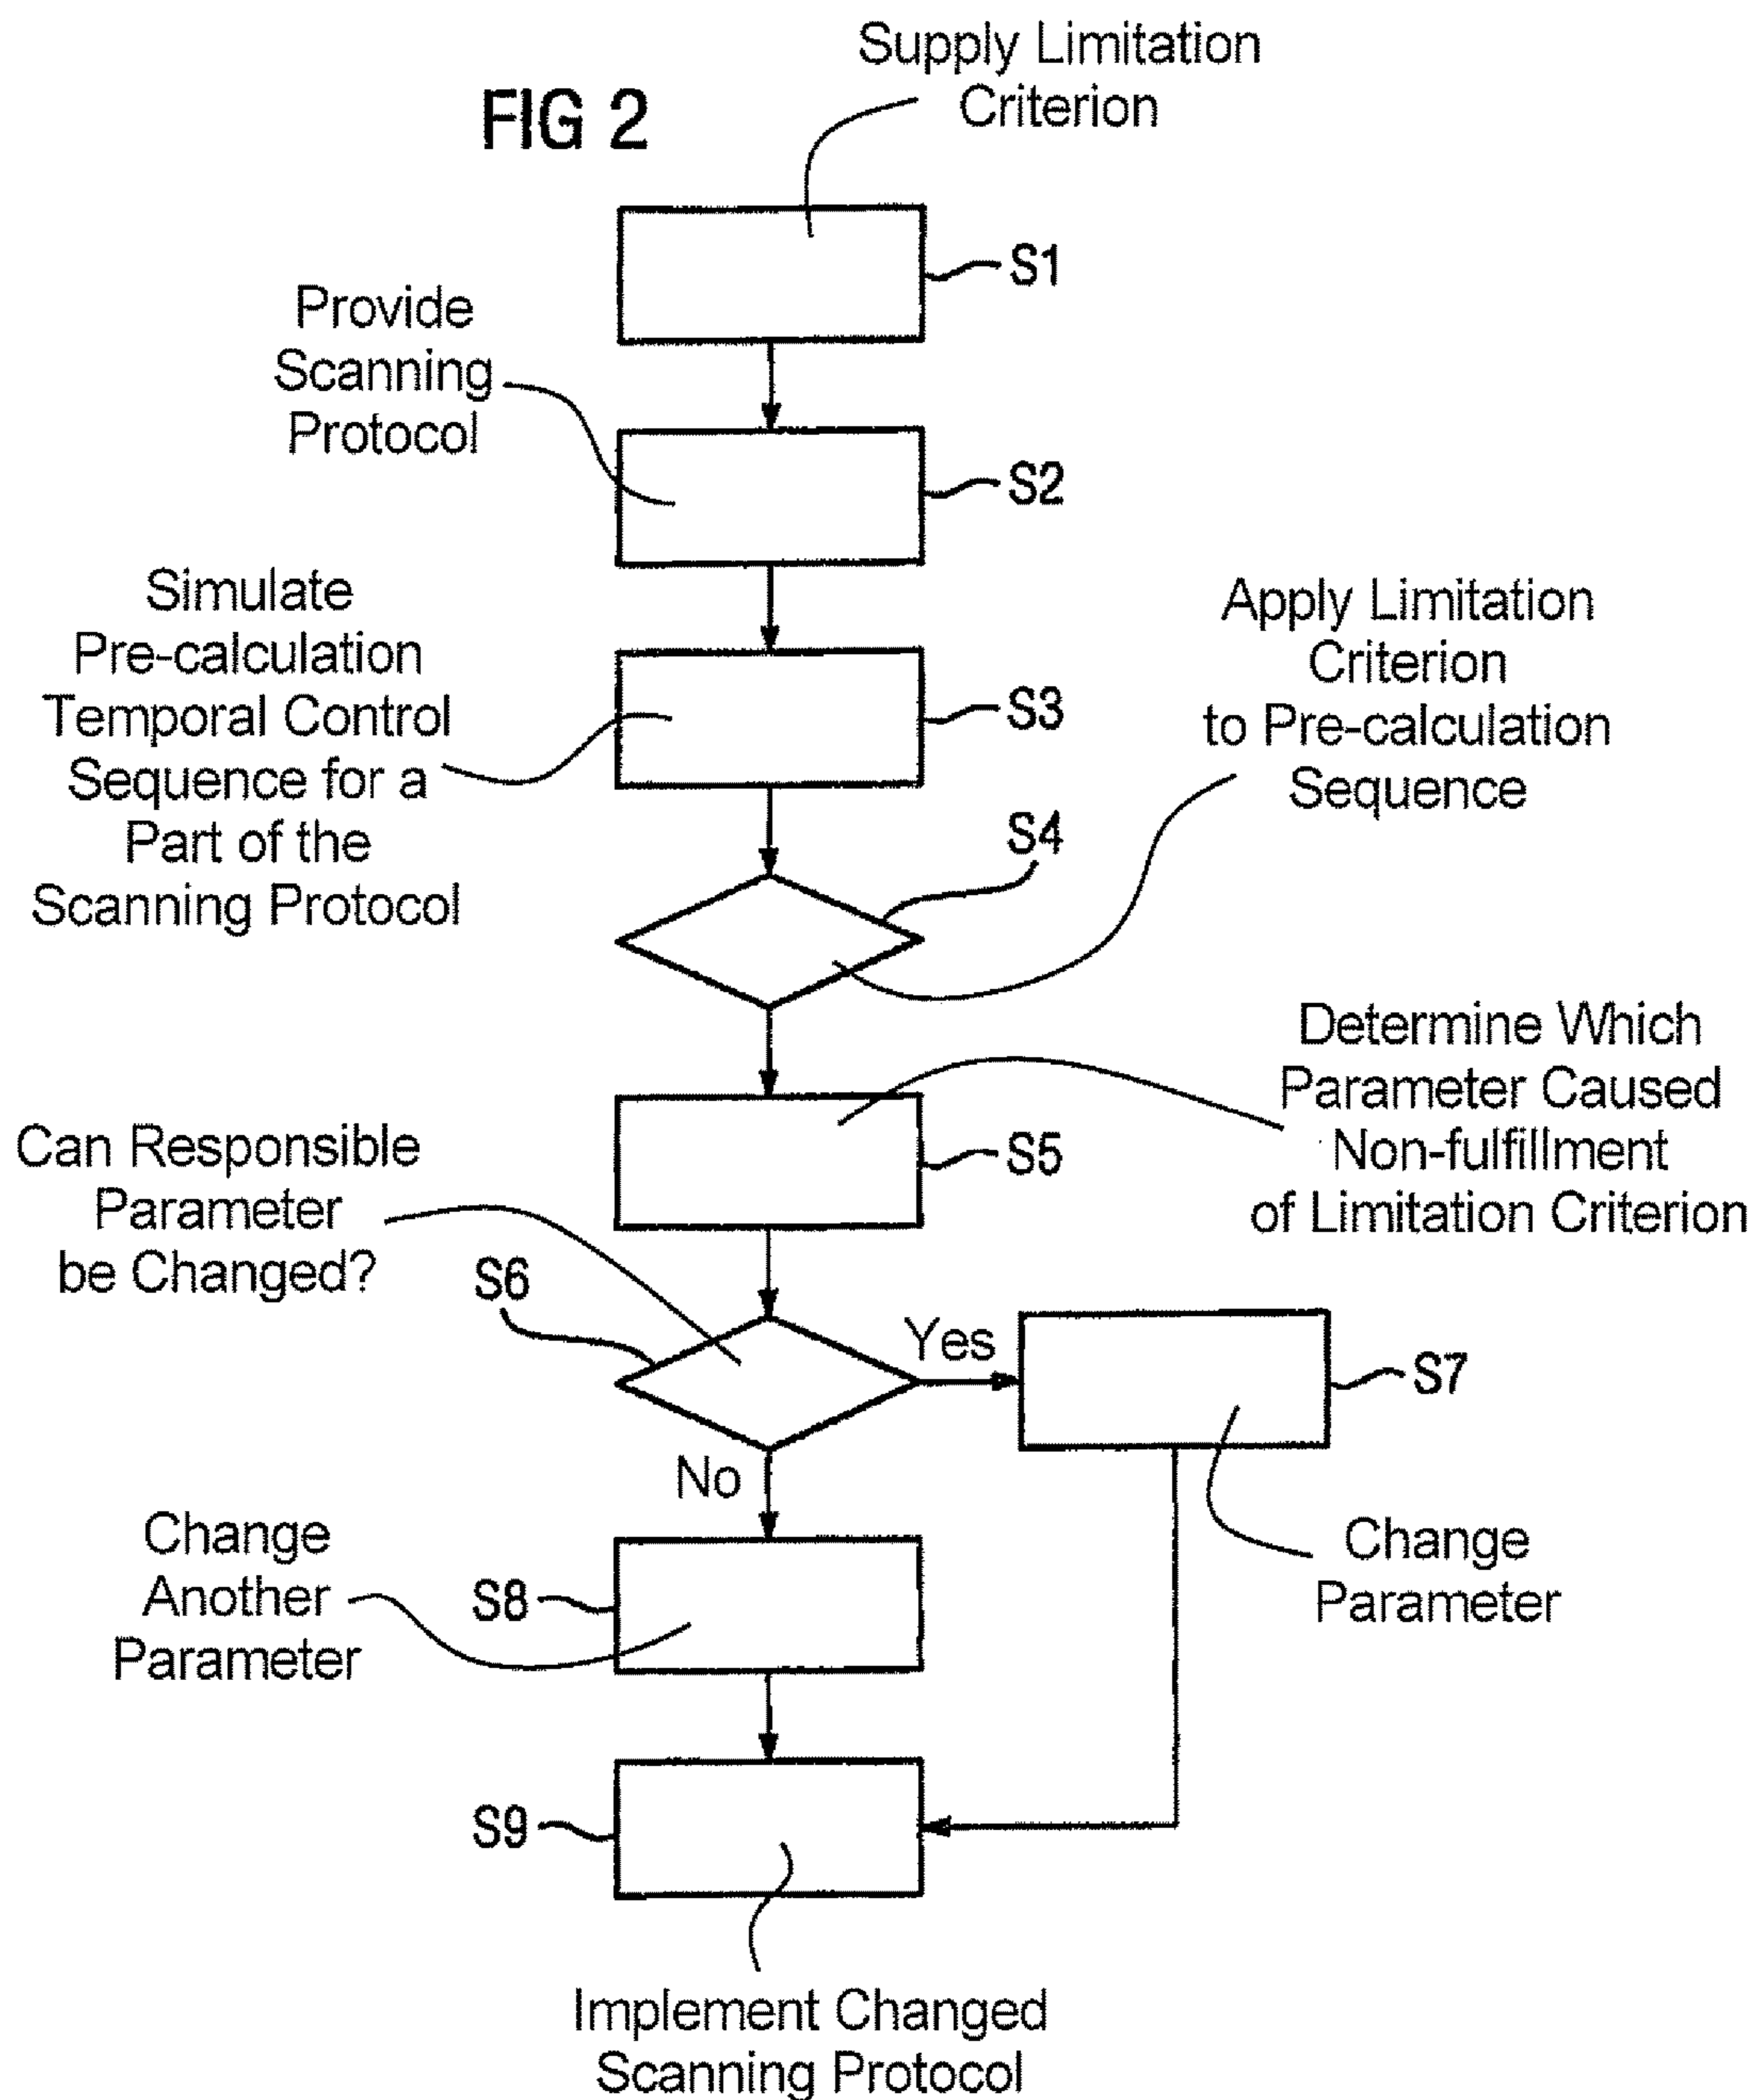 Supply Limitation
Criterion
FIG 2
S1
Provide
Scanning
Protocol
S2
Simulate
Pre-calculation
Temporal Control
Sequence for a
Part of the
Scanning Protocol
S3
Apply Limitation
Criterion
to Pre-calculation
Sequence
S4
Determine Which
Parameter Caused
Non-fulfillment
of Limitation Criterion
S5
Can Responsible
Parameter
be Changed?
S6
Yes
S7
No
Change
Parameter
Change
Another
Parameter
S8
S9
Implement Changed
Scanning Protocol